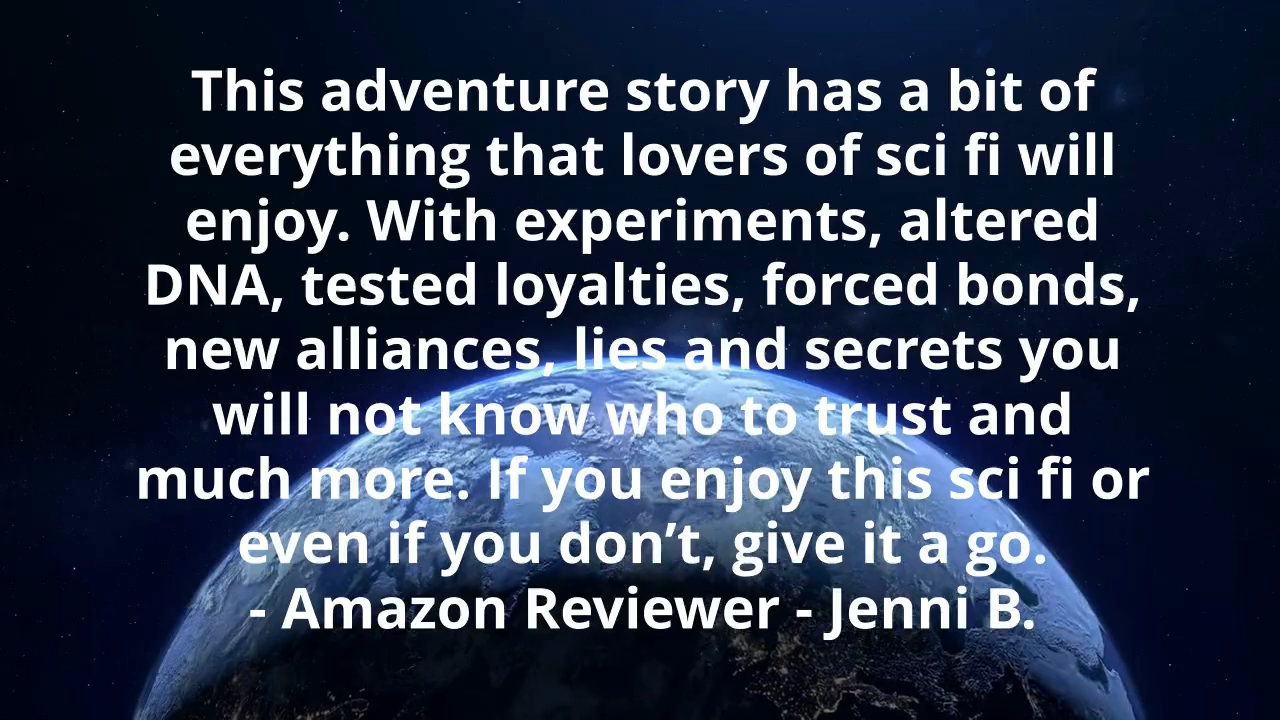 This adventure story has a bit of
everything that lovers of sci fi will
enjoy. With experiments, altered
DNA, tested loyalties, forced bonds,
new alliances, lies and secrets you
will not know who to trust and
much more. If you enjoy this sci fi or
even if you don’t, give it a go.
- Amazon Reviewer - Jenni B.